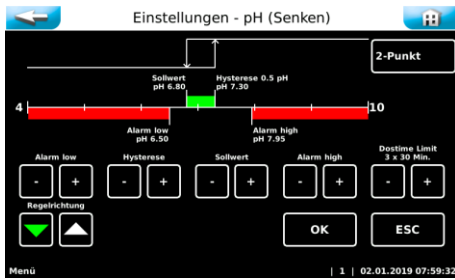 Einstellungen - pH (Senken)
2-Punkt
Sollwert
pH 6.80
Hysterese 0.5 pH
pH 7.30
4
10
Alarm low
pH 6.50
Alarm high
pH 7.95
Alarm low
Hysterese
Sollwert
Alarm high
Dostime Limit
3 x 30 Min.
- + - + - + - + - +
Regelrichtung
OK
ESC
Menü
| 1 | 02.01.2019 07:59:32